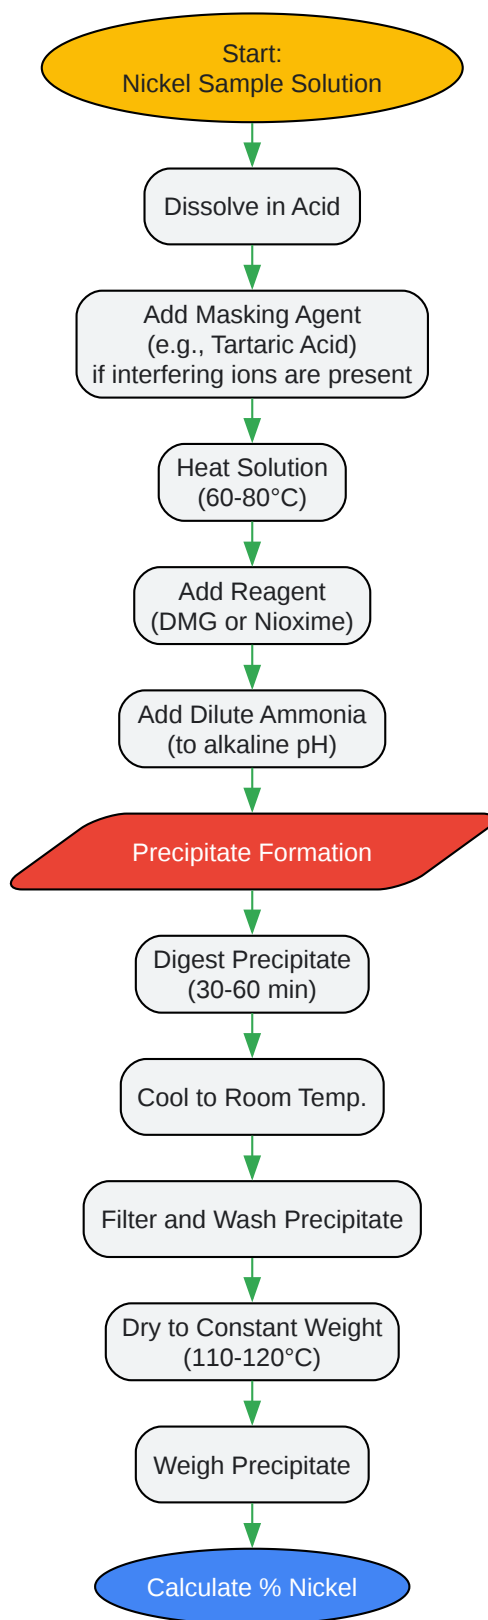 Start:
Nickel Sample Solution
Dissolve in Acid
Add Masking Agent
(e.g., Tartaric Acid)
if interfering ions are present
Heat Solution
(60-80°C)
Add Reagent
(DMG or Nioxime)
Add Dilute Ammonia
(to alkaline pH)
Precipitate Formation
Digest Precipitate
(30-60 min)
Cool to Room Temp.
Filter and Wash Precipitate
Dry to Constant Weight
(110-120°C)
Weigh Precipitate
Calculate % Nickel